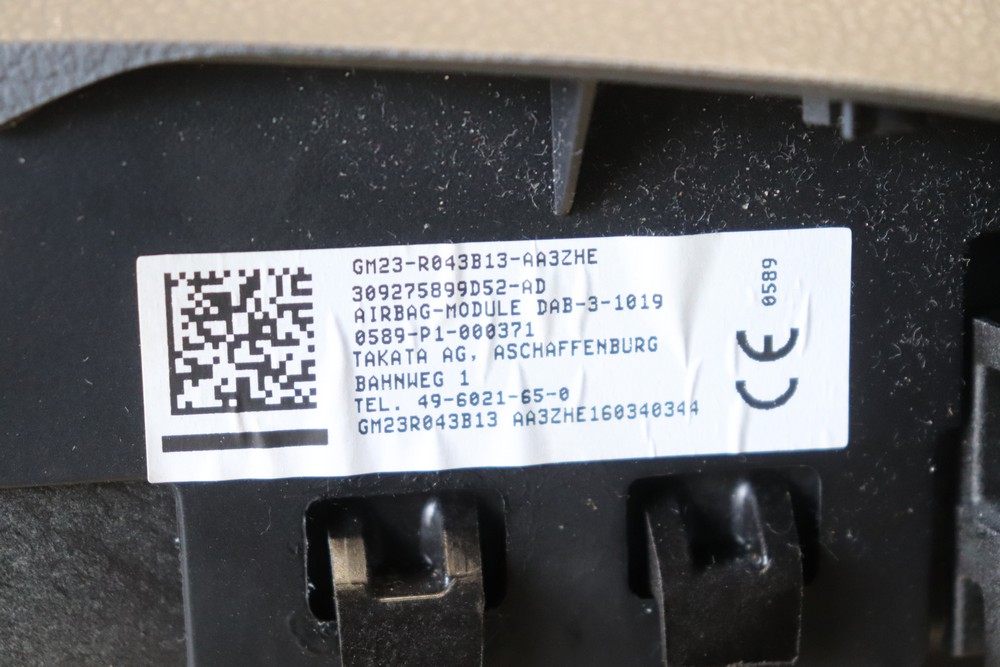 GM23-R043B13-AA3ZHE
309275899D52-AD
AIRBAG-MODULE DAB-3-1019
0589-P1-000371
TAKATA AG, ASCHAFFENBURG
BAHNWEG 1
TEL. 49-6021-65-0
GM23R043B13 AA3ZHE160340344
CE 0589